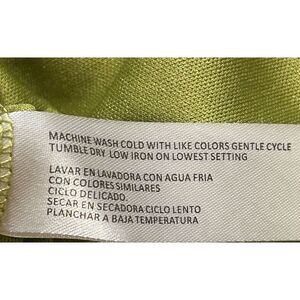 MACHINE WASH COLD WITH LIKE COLORS GENTLE CYCLE
TUMBLE DRY LOW IRON ON LOWEST SETTING
LAVAR EN LAVADORA CON AGUA FRIA
CON COLORES SIMILARES
CICLO DELICADO.
SECAR EN SECADORA CICLO LENTO
PLANCHAR A BAJA TEMPERATURA